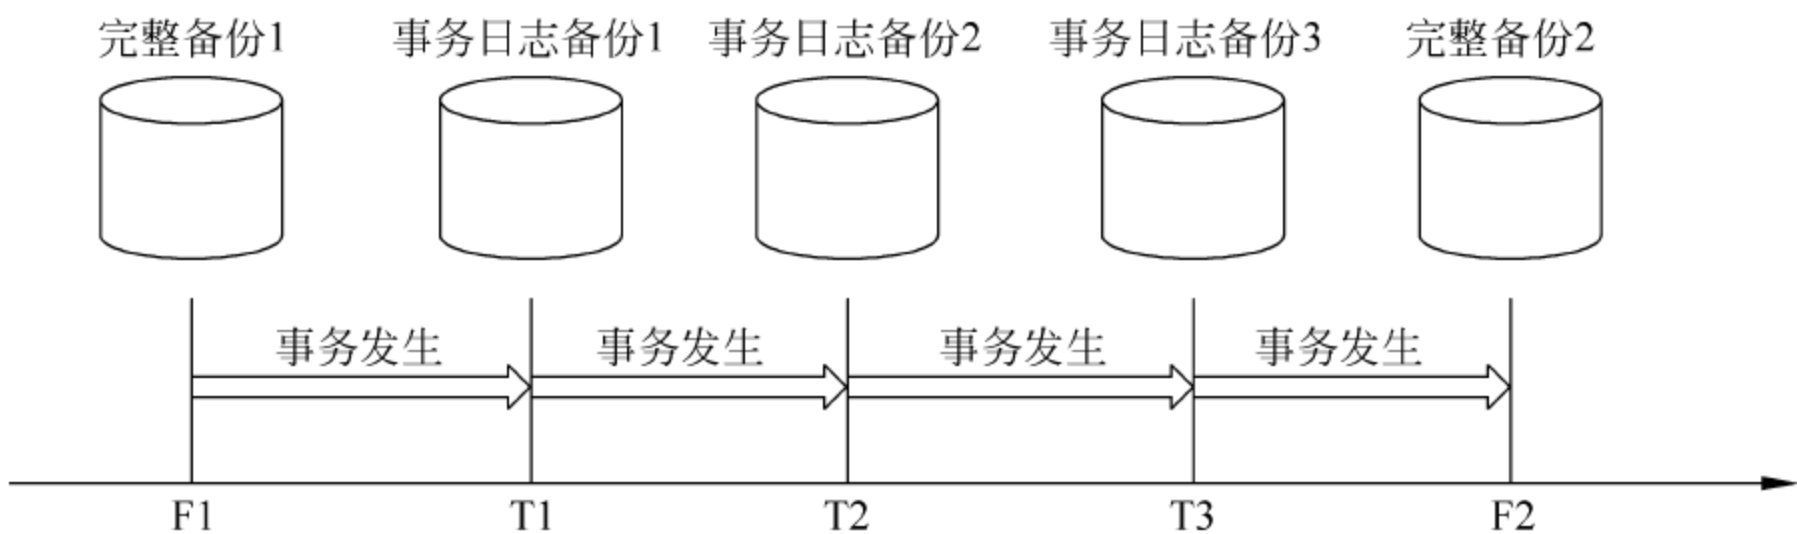 完整备份1 事务日志备份1 事务日志备份2 事务日志备份3 完整备份2
事务发生 事务发生 事务发生 事务发生
F1 T1 T2 T3 F2